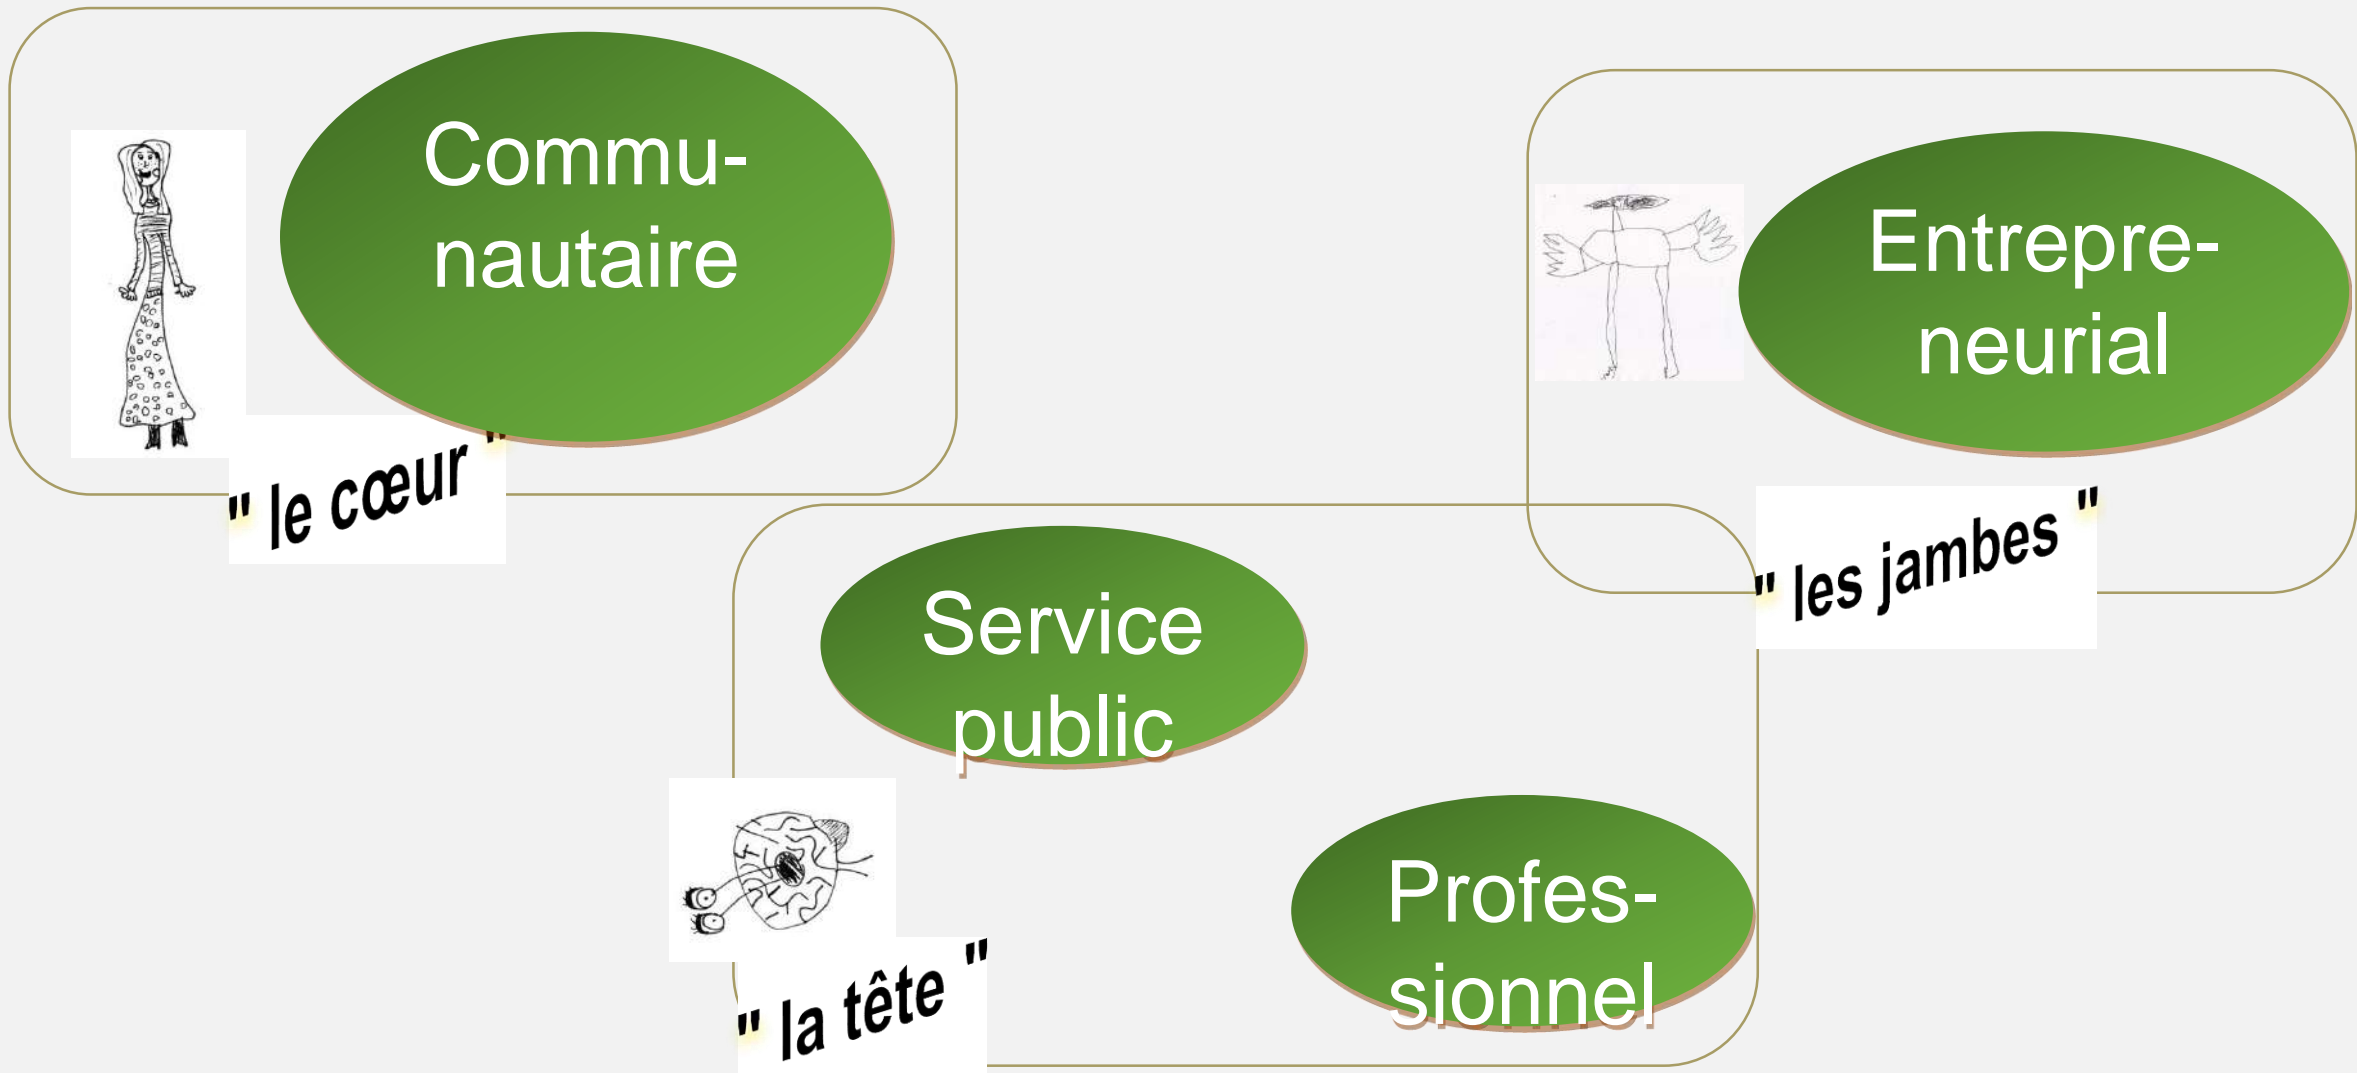 Commu-
nautaire
" le cœur "
Entrepre-
neurial
" les jambes "
Service
public
Profes-
sionnel
" la tête "